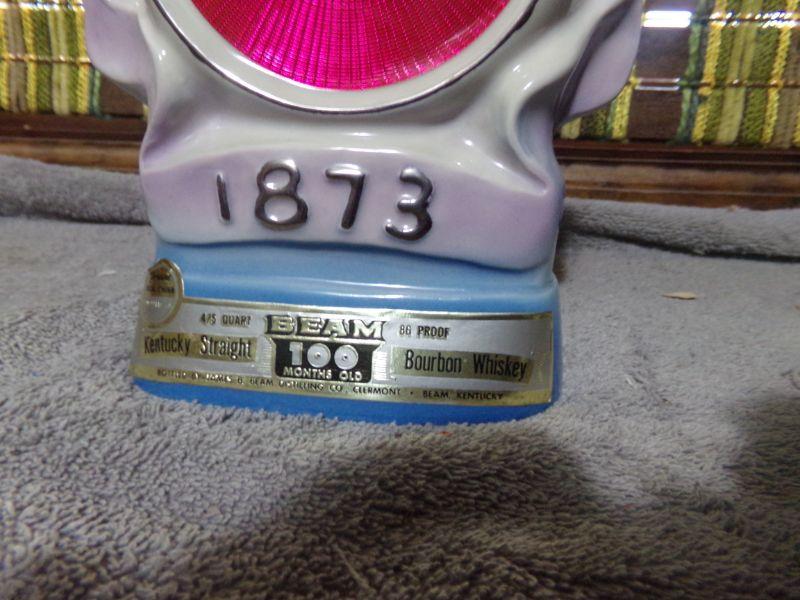 1873
4/5 QUART BEAM 86 PROOF
Kentucky Straight 100 Bourbon Whiskey
MONTHS OLD
BOTTLED BY JAMES B. BEAM DISTILLING CO., CLERMONT • BEAM, KENTUCKY